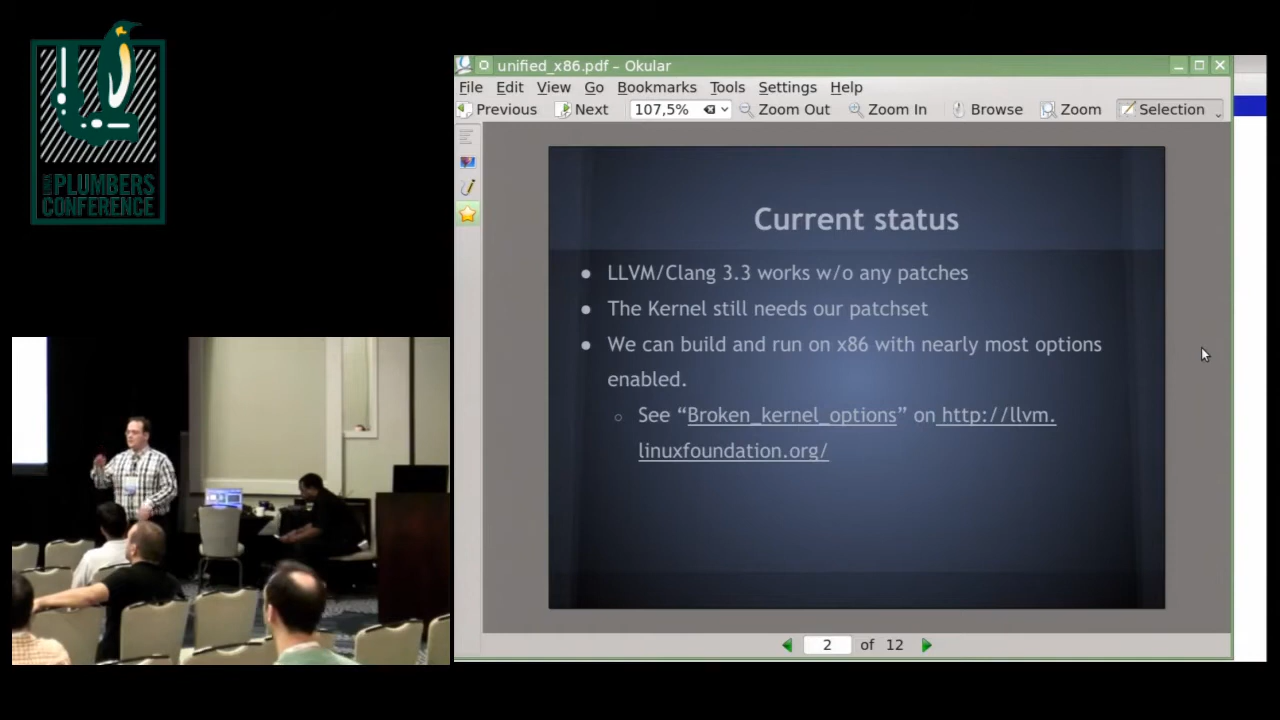 LINUX
PLUMBERS
CONFERENCE
unified_x86.pdf – Okular
File Edit View Go Bookmarks Tools Settings Help
Previous Next 107,5% Zoom Out Zoom In Browse Zoom Selection
Current status
● LLVM/Clang 3.3 works w/o any patches
● The Kernel still needs our patchset
● We can build and run on x86 with nearly most options
enabled.
○ See “Broken_kernel_options” on http://llvm.
linuxfoundation.org/
2 of 12